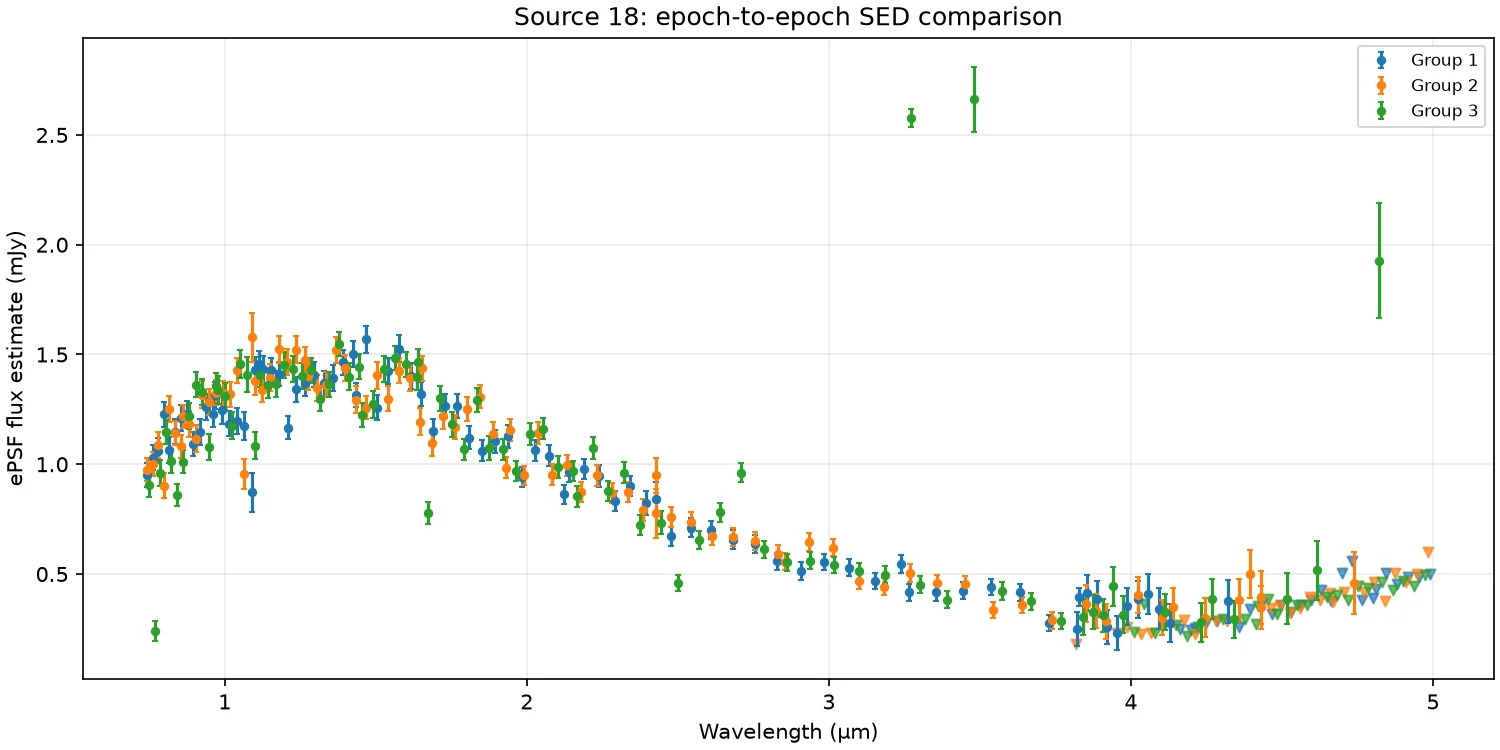 Source 18: epoch-to-epoch SED comparison
Group 1
Group 2
Group 3
ePSF flux estimate (mJy)
2.5
2.0
1.5
1.0
0.5
1
2
3
4
5
Wavelength (μm)